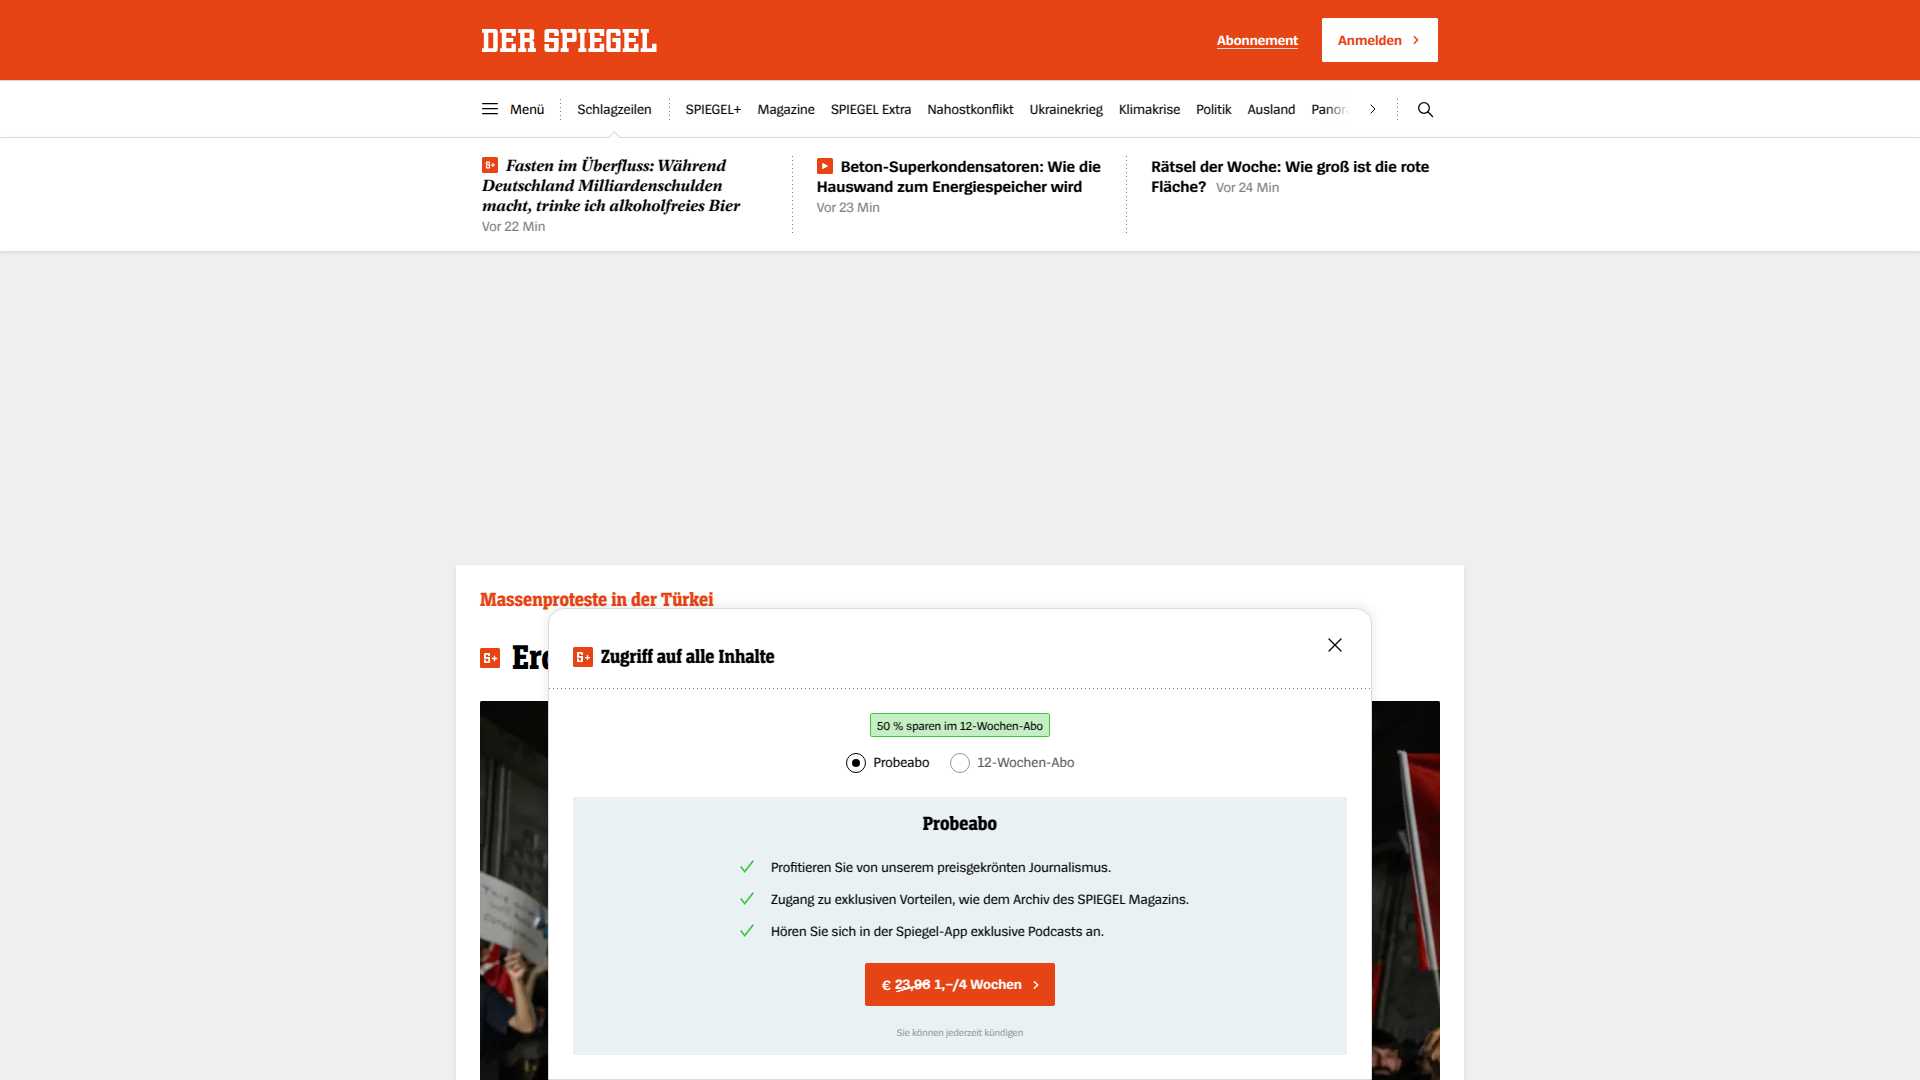 DER SPIEGEL
Abonnement
Anmelden
Menü
Schlagzeilen
SPIEGEL+
Magazine
SPIEGEL Extra
Nahostkonflikt
Ukrainekrieg
Klimakrise
Politik
Ausland
Fasten im Überfluss: Während
Deutschland Milliardenschulden
macht, trinke ich alkoholfreies Bier
Vor 22 Min
Beton-Superkondensatoren: Wie die
Hauswand zum Energiespeicher wird
Vor 23 Min
Rätsel der Woche: Wie groß ist die rote
Fläche? Vor 24 Min
Massenproteste in der Türkei
Zugriff auf alle Inhalte
50 % sparen im 12-Wochen-Abo
Probeabo
12-Wochen-Abo
Probeabo
Profitieren Sie von unserem preisgekrönten Journalismus.
Zugang zu exklusiven Vorteilen, wie dem Archiv des SPIEGEL Magazins.
Hören Sie sich in der Spiegel-App exklusive Podcasts an.
€ 23,96 1,–/4 Wochen
Sie können jederzeit kündigen